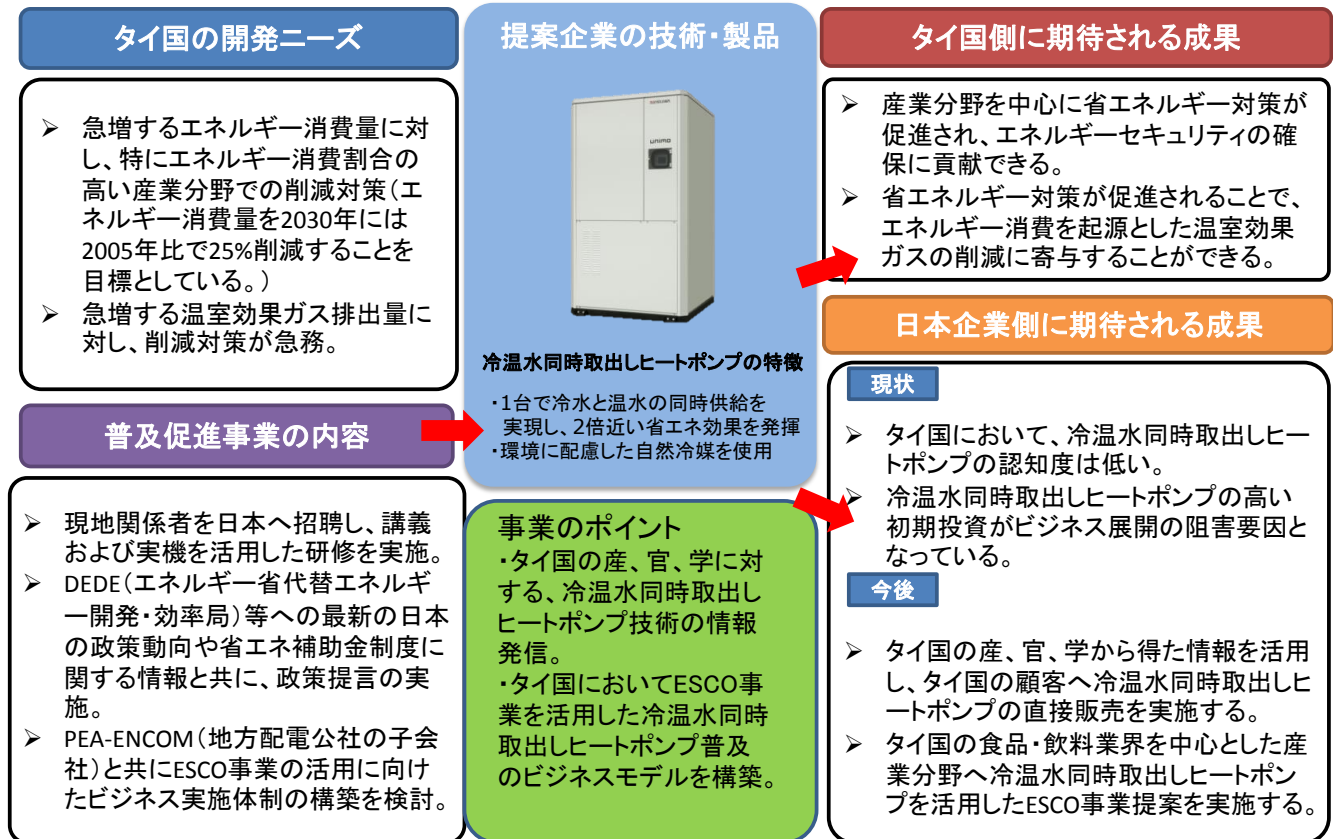 タイ国の開発ニーズ
➢ 急増するエネルギー消費量に対
し、特にエネルギー消費割合の
高い産業分野での削減対策（エ
ネルギー消費量を2030年には
2005年比で25%削減することを
目標としている。）
➢ 急増する温室効果ガス排出量に
対し、削減対策が急務。
普及促進事業の内容
➢ 現地関係者を日本へ招聘し、講義
および実機を活用した研修を実施。
➢ DEDE（エネルギー省代替エネルギ
ー開発・効率局）等への最新の日本
の政策動向や省エネ補助金制度に
関する情報と共に、政策提言の実
施。
➢ PEA-ENCOM（地方配電公社の子会
社）と共にESCO事業の活用に向け
たビジネス実施体制の構築を検討。
提案企業の技術・製品
unimo
冷温水同時取出しヒートポンプの特徴
・1台で冷水と温水の同時供給を
実現し、2倍近い省エネ効果を発揮
・環境に配慮した自然冷媒を使用
事業のポイント
・タイ国の産、官、学に対
する、冷温水同時取出し
ヒートポンプ技術の情報
発信。
・タイ国においてESCO事
業を活用した冷温水同時
取出しヒートポンプ普及
のビジネスモデルを構築。
タイ国側に期待される成果
➢ 産業分野を中心に省エネルギー対策が
促進され、エネルギーセキュリティの確
保に貢献できる。
➢ 省エネルギー対策が促進されることで、
エネルギー消費を起源とした温室効果
ガスの削減に寄与することができる。
日本企業側に期待される成果
現状
➢ タイ国において、冷温水同時取出しヒー
トポンプの認知度は低い。
➢ 冷温水同時取出しヒートポンプの高い
初期投資がビジネス展開の阻害要因と
なっている。
今後
➢ タイ国の産、官、学から得た情報を活用
し、タイ国の顧客へ冷温水同時取出しヒ
ートポンプの直接販売を実施する。
➢ タイ国の食品・飲料業界を中心とした産
業分野へ冷温水同時取出しヒートポン
プを活用したESCO事業提案を実施する。